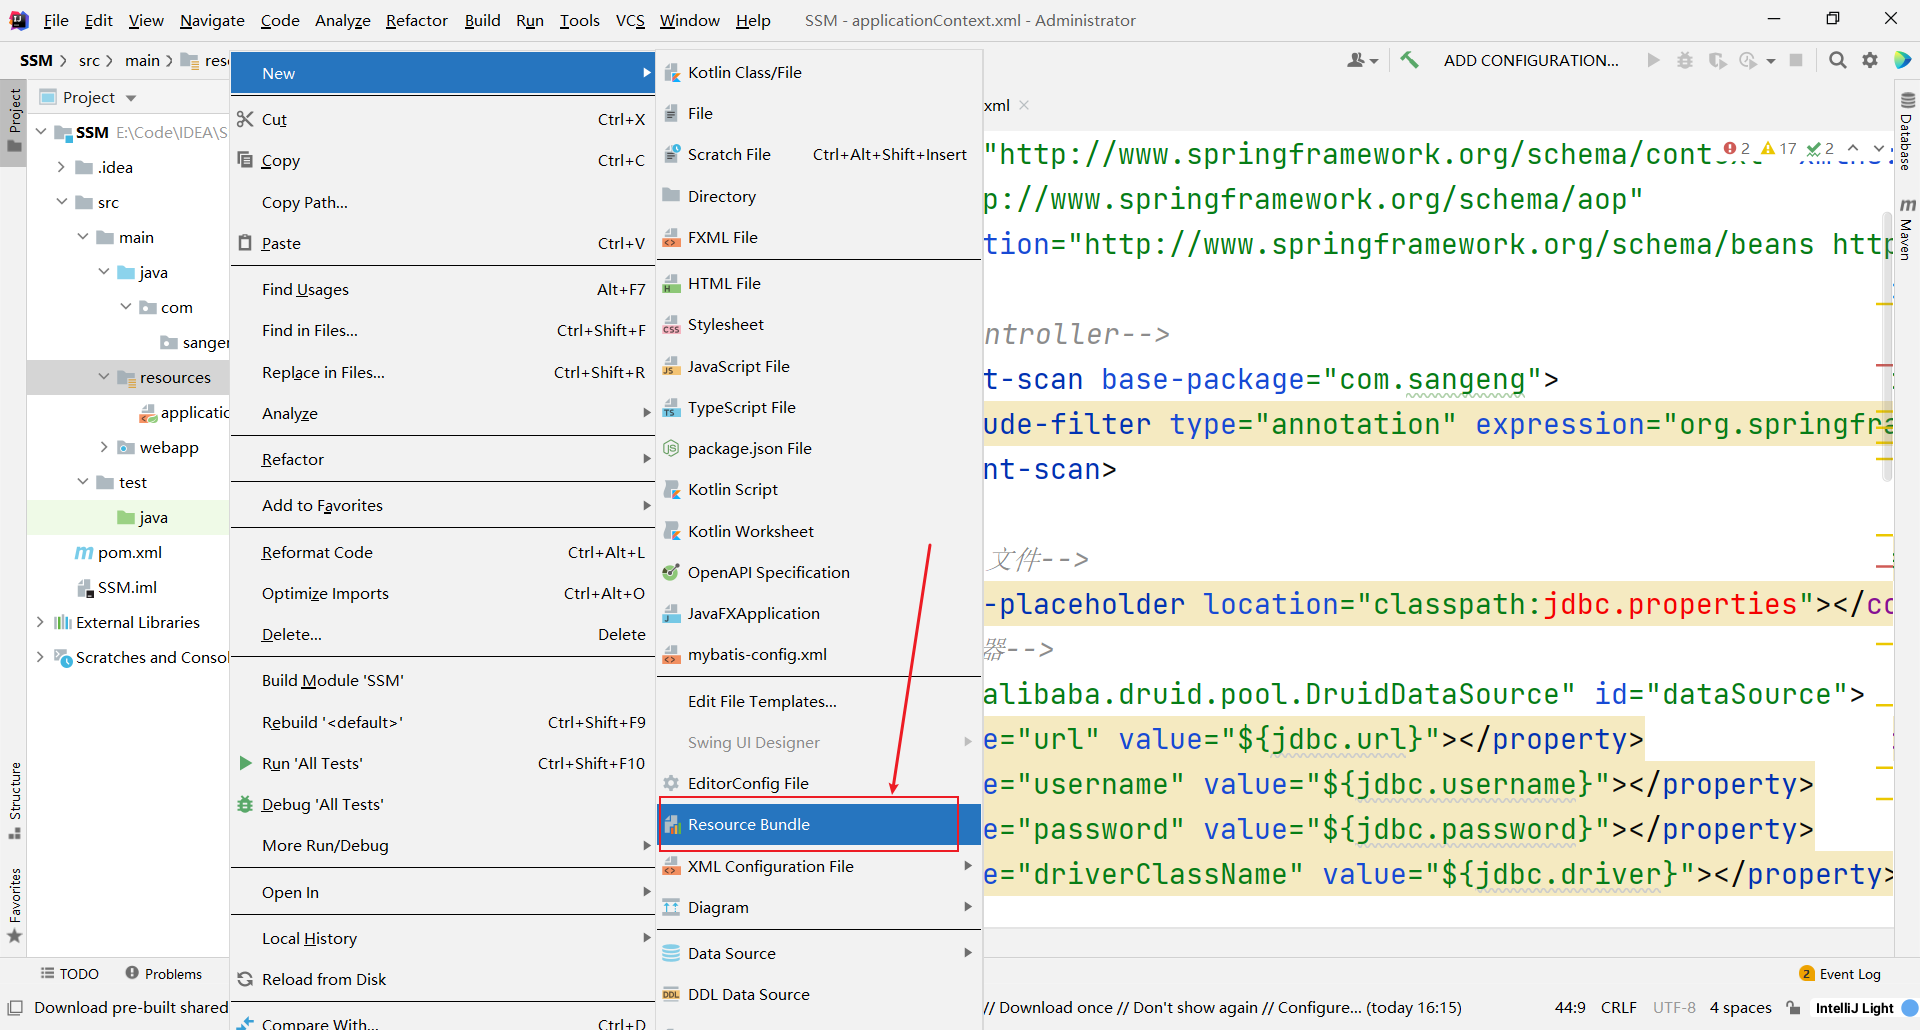 File Edit View Navigate Code Analyze Refactor Build Run Tools VCS Window Help SSM - applicationContext.xml - Administrator
SSM src main res
ADD CONFIGURATION...
Project
Project
Structure
Favorites
SSM E:\Code\IDEA\S
.idea
src
main
java
com
sanger
resources
applicatio
webapp
test
java
pom.xml
SSM.iml
External Libraries
Scratches and Consol
New
Cut Ctrl+X
Copy Ctrl+C
Copy Path...
Paste Ctrl+V
Find Usages Alt+F7
Find in Files... Ctrl+Shift+F
Replace in Files... Ctrl+Shift+R
Analyze
Refactor
Add to Favorites
Reformat Code Ctrl+Alt+L
Optimize Imports Ctrl+Alt+O
Delete... Delete
Build Module 'SSM'
Rebuild '<default>' Ctrl+Shift+F9
Run 'All Tests' Ctrl+Shift+F10
Debug 'All Tests'
More Run/Debug
Open In
Local History
Reload from Disk
Compare With... Ctrl+D
Kotlin Class/File
File
Scratch File Ctrl+Alt+Shift+Insert
Directory
FXML File
HTML File
Stylesheet
JavaScript File
TypeScript File
package.json File
Kotlin Script
Kotlin Worksheet
OpenAPI Specification
JavaFXApplication
mybatis-config.xml
Edit File Templates...
Swing UI Designer
EditorConfig File
Resource Bundle
XML Configuration File
Diagram
Data Source
DDL Data Source
xml
2 17 2
"http://www.springframework.org/schema/context" xmlns:
p://www.springframework.org/schema/aop"
tion="http://www.springframework.org/schema/beans http
ntroller-->
t-scan base-package="com.sangeng">
ude-filter type="annotation" expression="org.springfra
nt-scan>
文件-->
-placeholder location="classpath:jdbc.properties"></co
器-->
alibaba.druid.pool.DruidDataSource" id="dataSource">
e="url" value="${jdbc.url}"></property>
e="username" value="${jdbc.username}"></property>
e="password" value="${jdbc.password}"></property>
e="driverClassName" value="${jdbc.driver}"></property>
Database
Maven
TODO Problems
2 Event Log
Download pre-built shared
// Download once // Don't show again // Configure... (today 16:15)
44:9 CRLF UTF-8 4 spaces IntelliJ Light